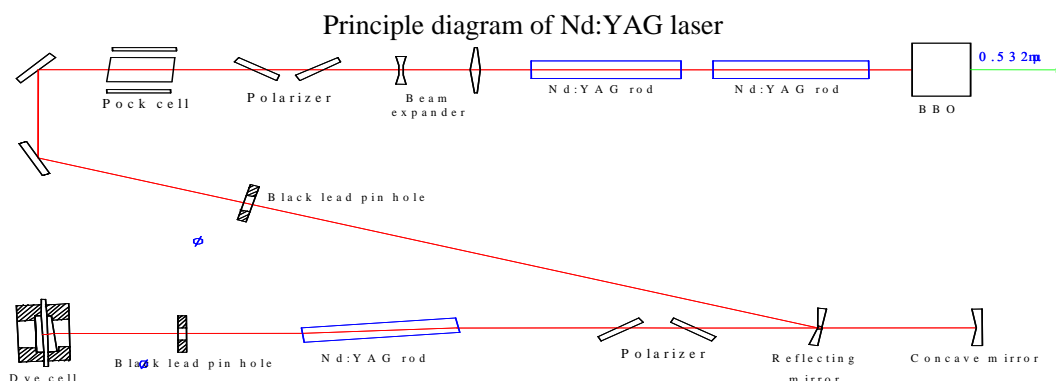 Principle diagram of Nd:YAG laser
0.532mμ
Pock cell
Polarizer
Beam
expander
Nd:YAG rod
Nd:YAG rod
BBO
Black lead pin hole
ϕ
Dye cell
Black lead pin hole
ϕ
Nd:YAG rod
Polarizer
Reflecting
mirror
Concave mirror